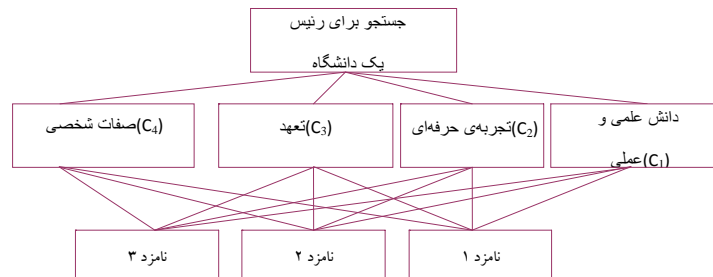 جستجو برای رئیس
یک دانشگاه
دانش علمی و
عملی(C₁)
تجربه‌ی حرفه‌ای(C₂)
تعهد(C₃)
صفات شخصی(C₄)
نامزد ۱
نامزد ۲
نامزد ۳